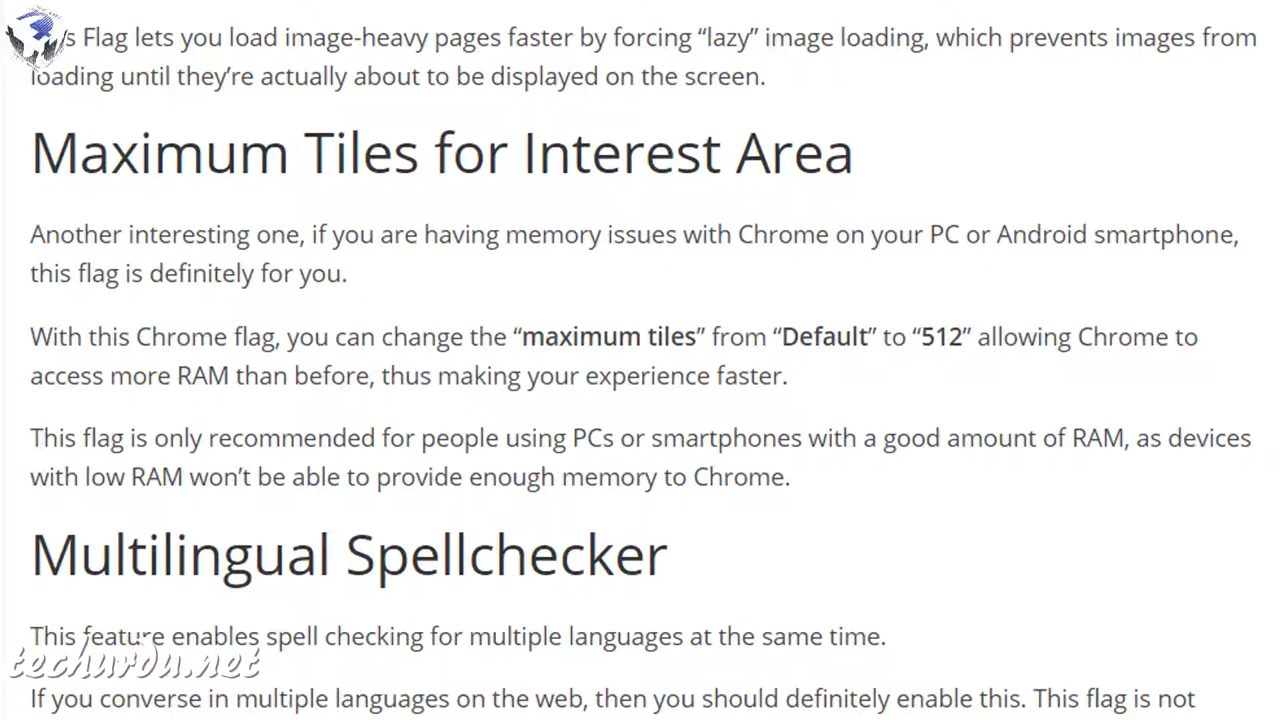 s Flag lets you load image-heavy pages faster by forcing “lazy” image loading, which prevents images from
loading until they’re actually about to be displayed on the screen.
Maximum Tiles for Interest Area
Another interesting one, if you are having memory issues with Chrome on your PC or Android smartphone,
this flag is definitely for you.
With this Chrome flag, you can change the “maximum tiles” from “Default” to “512” allowing Chrome to
access more RAM than before, thus making your experience faster.
This flag is only recommended for people using PCs or smartphones with a good amount of RAM, as devices
with low RAM won’t be able to provide enough memory to Chrome.
Multilingual Spellchecker
This feature enables spell checking for multiple languages at the same time.
techurdu.net
If you converse in multiple languages on the web, then you should definitely enable this. This flag is not